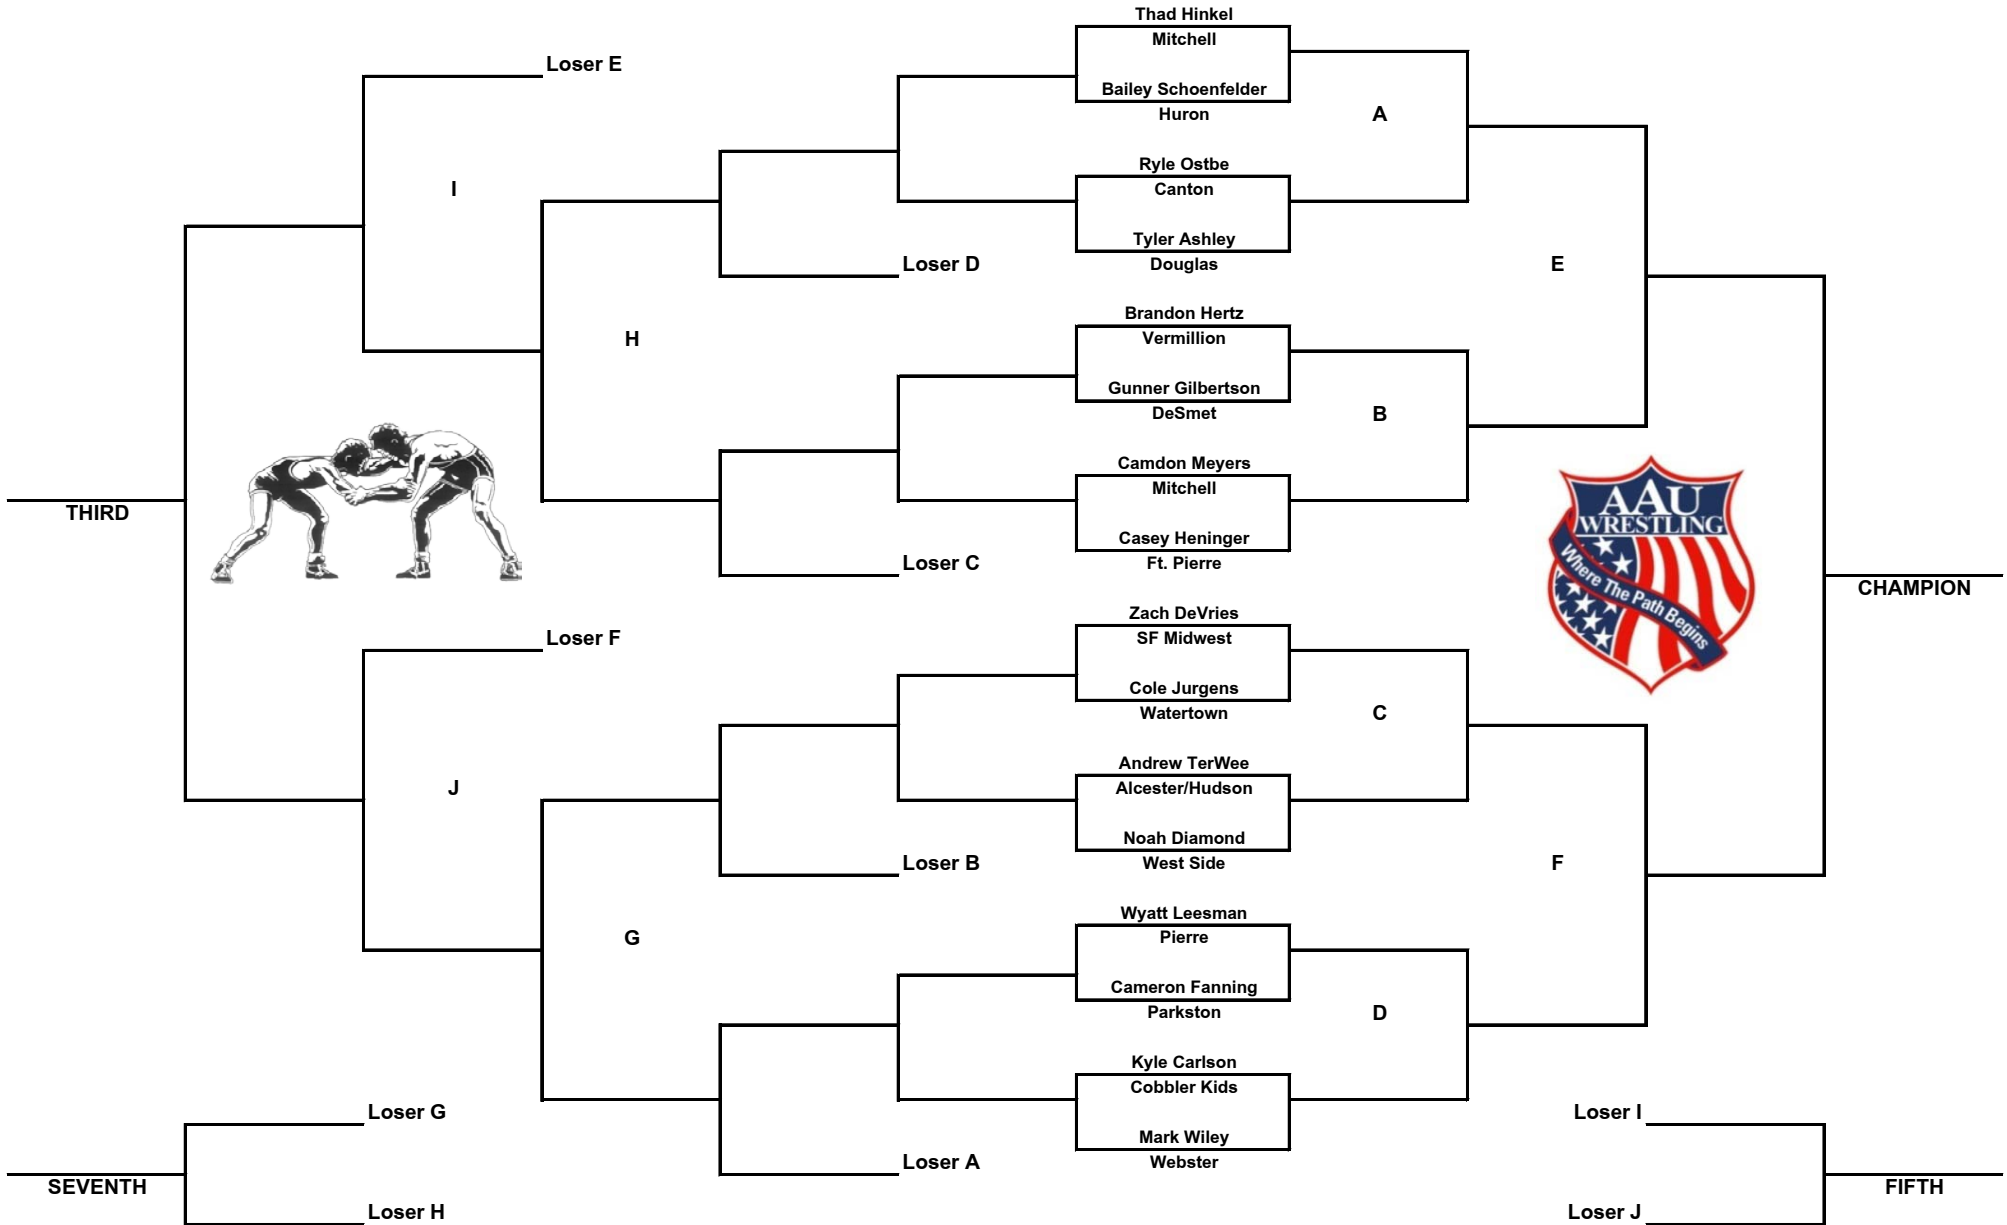 Thad Hinkel
Mitchell
Loser E
Bailey Schoenfelder
Huron
A
Ryle Ostbe
I
Canton
Tyler Ashley
Loser D
Douglas
E
Brandon Hertz
H
Vermillion
Gunner Gilbertson
DeSmet
B
Camdon Meyers
Mitchell
AAU
WRESTLING
Where The Path Begins
THIRD
Casey Heninger
Loser C
Ft. Pierre
CHAMPION
Zach DeVries
Loser F
SF Midwest
Cole Jurgens
Watertown
C
Andrew TerWee
J
Alcester/Hudson
Noah Diamond
Loser B
West Side
F
Wyatt Leesman
G
Pierre
Cameron Fanning
Parkston
D
Kyle Carlson
Cobbler Kids
Loser G
Loser I
Mark Wiley
Loser A
Webster
SEVENTH
FIFTH
Loser H
Loser J